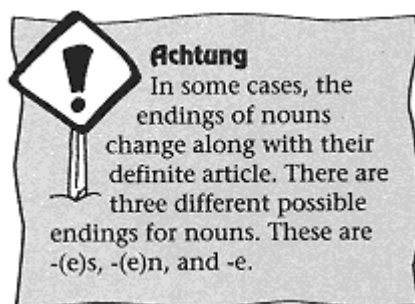 Achtung
In some cases, the
endings of nouns
change along with their
definite article. There are
three different possible
endings for nouns. These are
-(e)s, -(e)n, and -e.